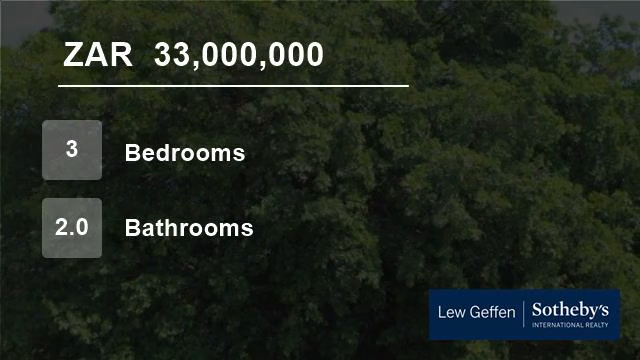 ZAR 33,000,000
3 Bedrooms
2.0 Bathrooms
Lew Geffen | Sotheby's
INTERNATIONAL REALTY